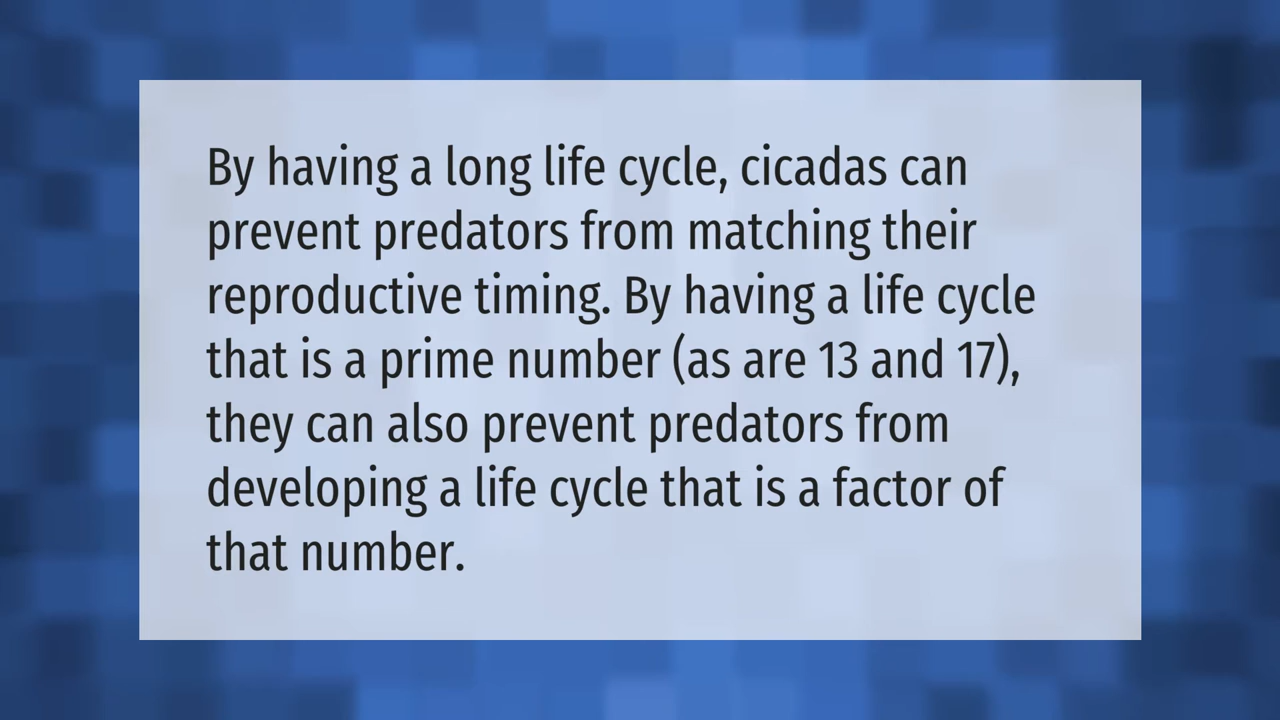 By having a long life cycle, cicadas can
prevent predators from matching their
reproductive timing. By having a life cycle
that is a prime number (as are 13 and 17),
they can also prevent predators from
developing a life cycle that is a factor of
that number.